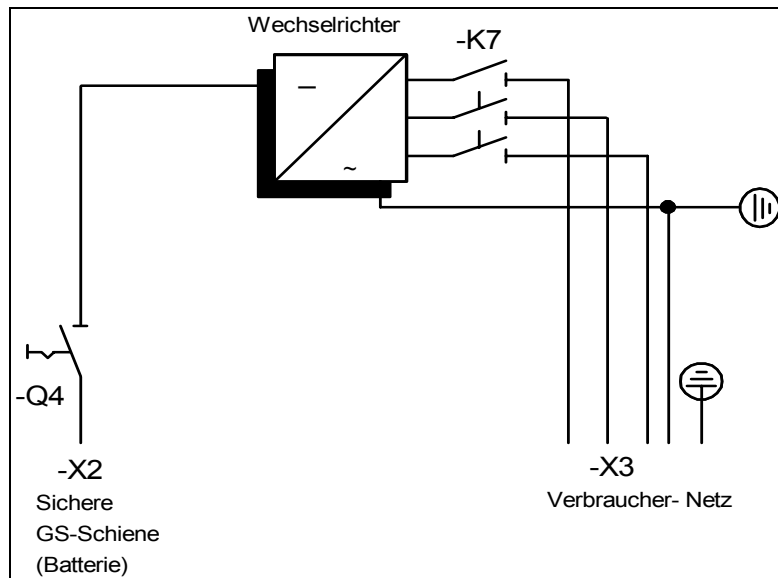 Wechselrichter
-K7
–
~
-Q4
-X2
-X3
Sichere
Verbraucher- Netz
GS-Schiene
(Batterie)